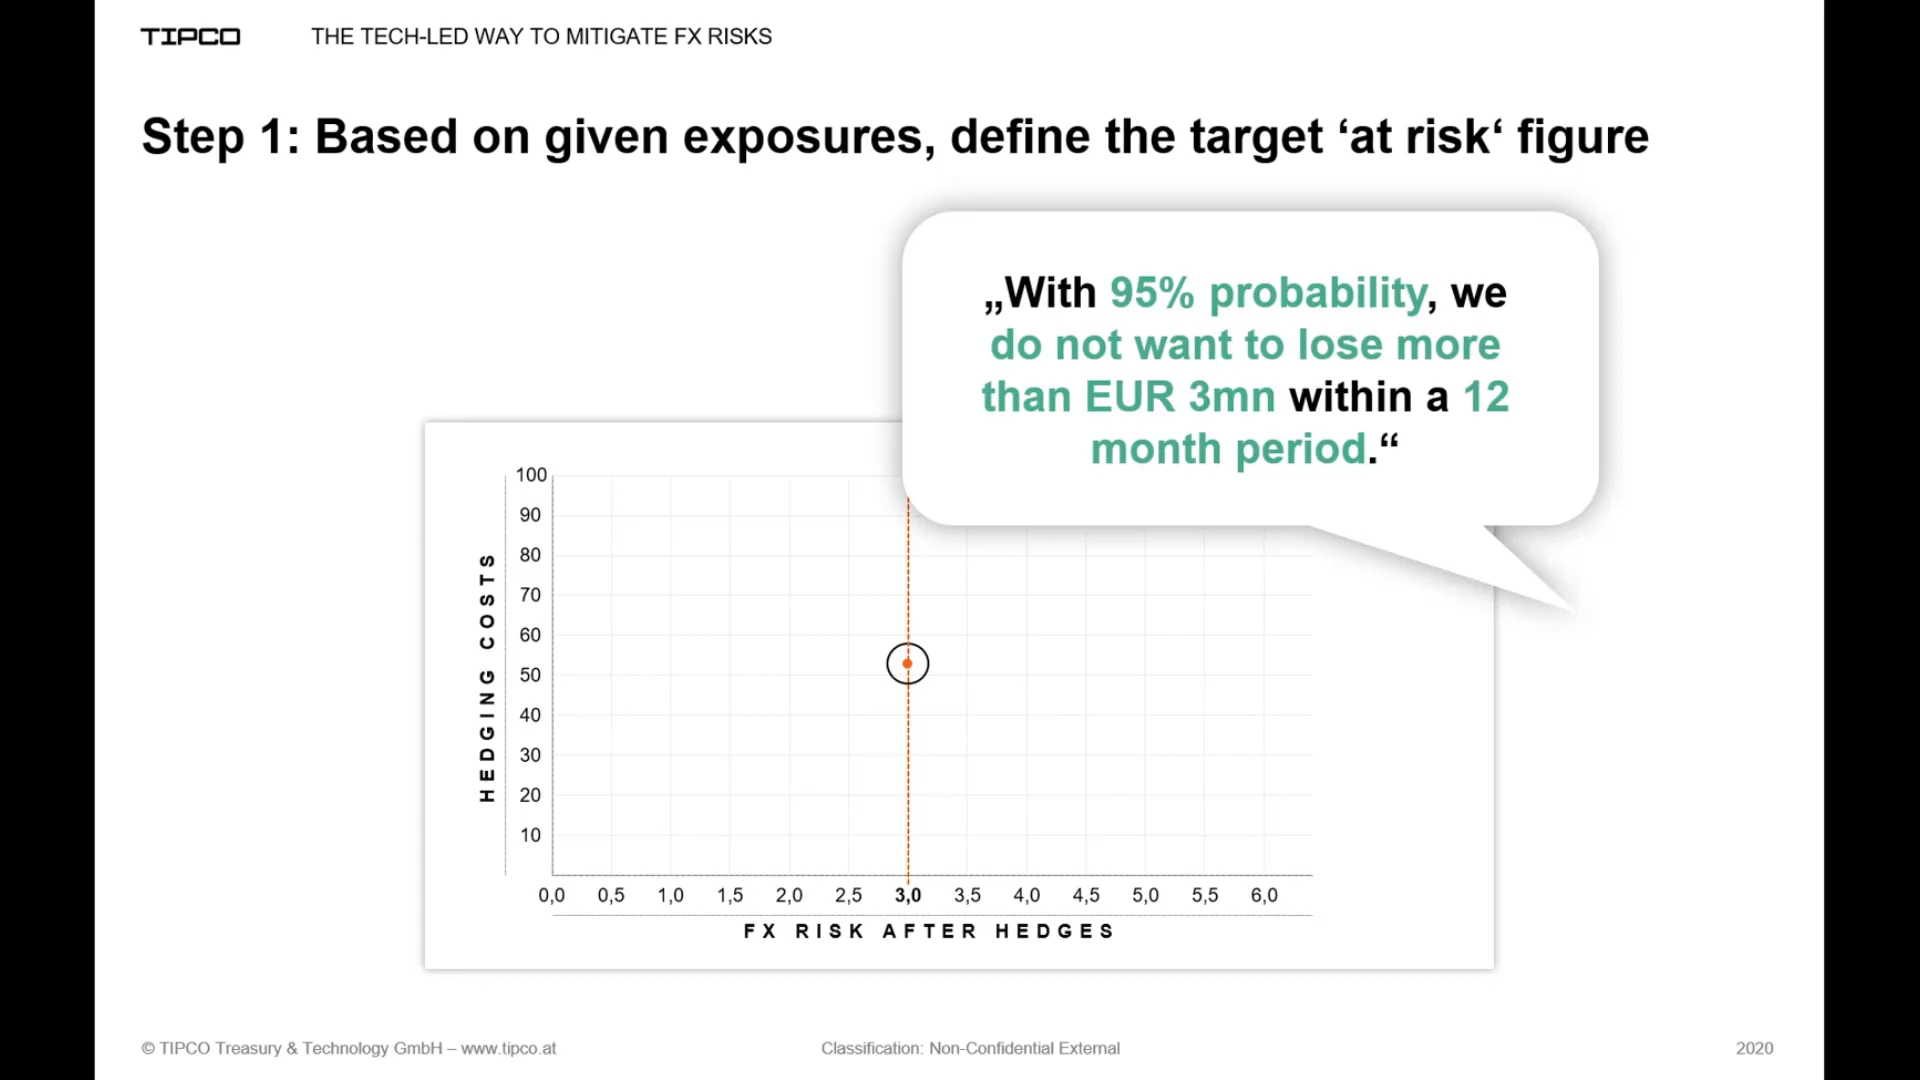 TIPCO
THE TECH-LED WAY TO MITIGATE FX RISKS
Step 1: Based on given exposures, define the target ‘at risk‘ figure
„With 95% probability, we
do not want to lose more
than EUR 3mn within a 12
month period.“
HEDGING COSTS
100
90
80
70
60
50
40
30
20
10
0,0 0,5 1,0 1,5 2,0 2,5 3,0 3,5 4,0 4,5 5,0 5,5 6,0
FX RISK AFTER HEDGES
© TIPCO Treasury & Technology GmbH – www.tipco.at
Classification: Non-Confidential External
2020